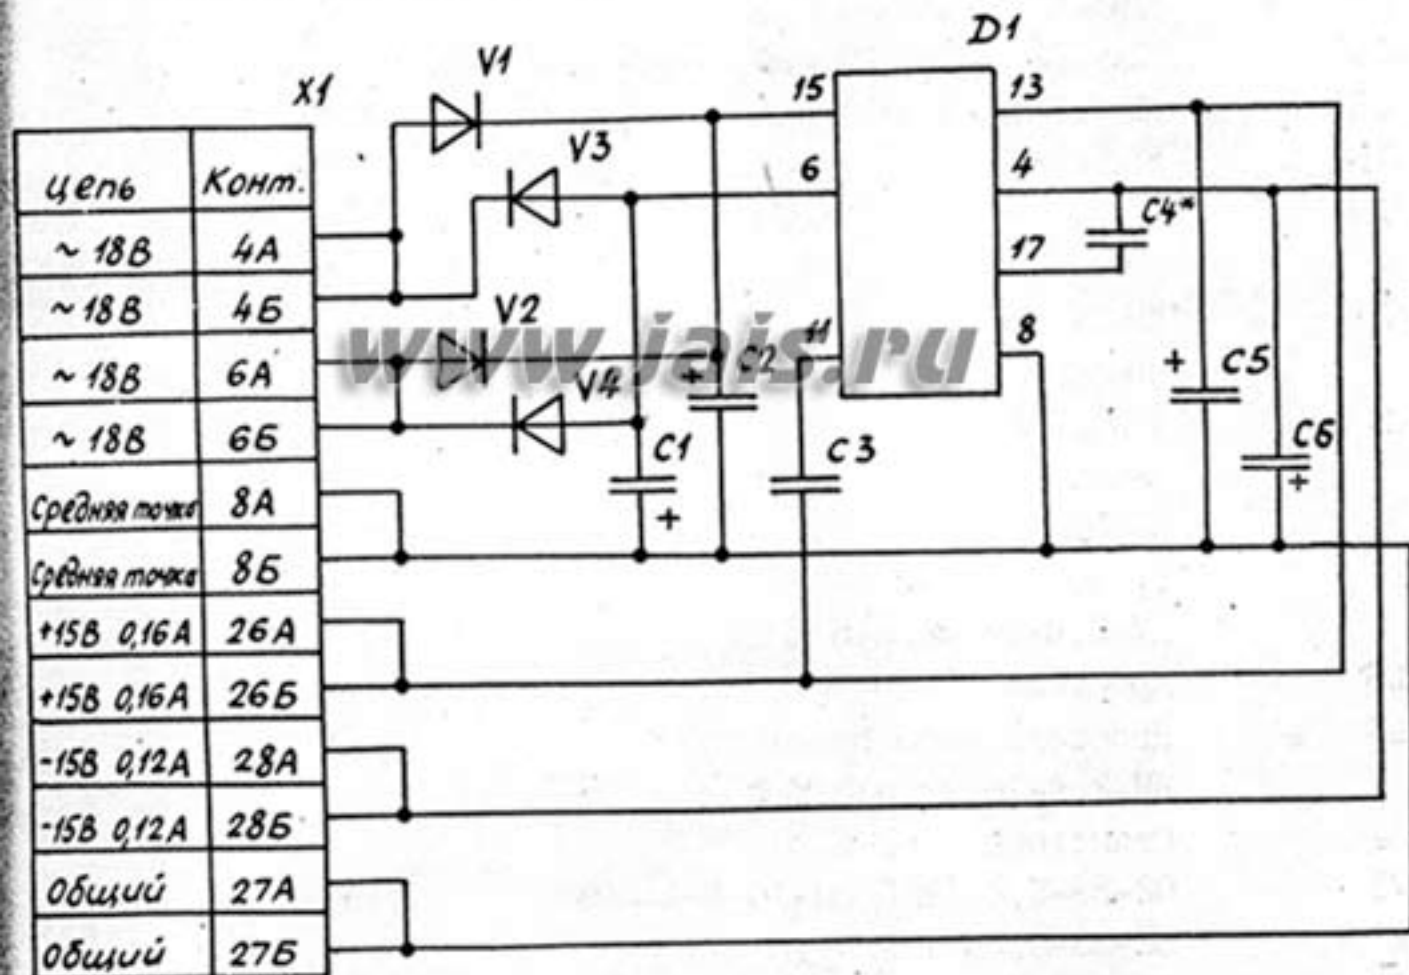 D1
X1
V1
15
13
V3
6
4
C4*
17
V2
11
8
V4
C2
+
C1
+
C3
+
C5
C6
+
цепь Конт.
~ 18В 4А
~ 18В 4Б
~ 18В 6А
~ 18В 6Б
Средняя точка 8А
Средняя точка 8Б
+15В 0,16А 26А
+15В 0,16А 26Б
-15В 0,12А 28А
-15В 0,12А 28Б
Общий 27А
Общий 27Б
www.jais.ru